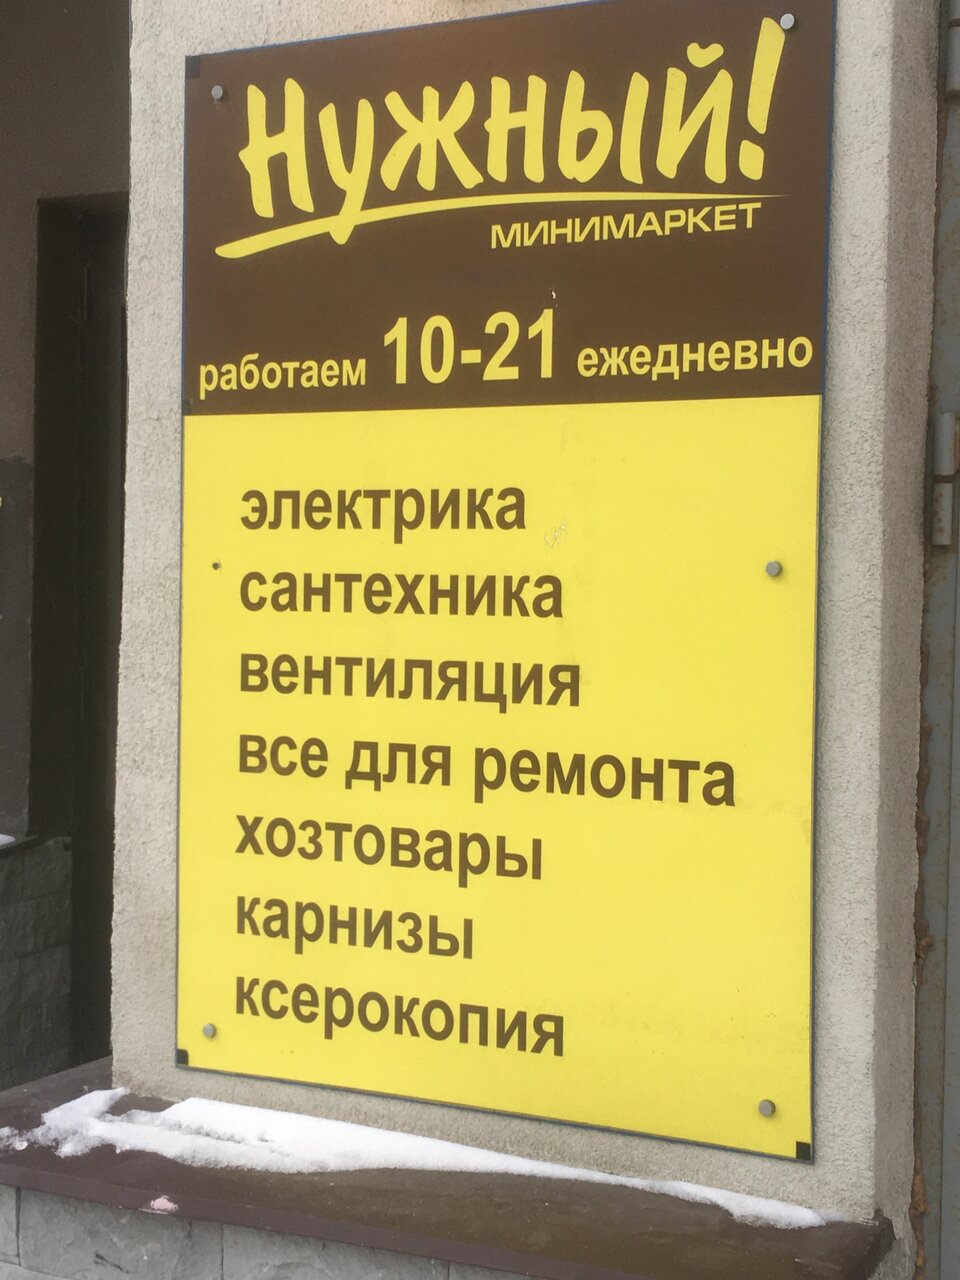 Нужный!
МИНИМАРКЕТ
работаем 10-21 ежедневно
электрика
сантехника
вентиляция
все для ремонта
хозтовары
карнизы
ксерокопия